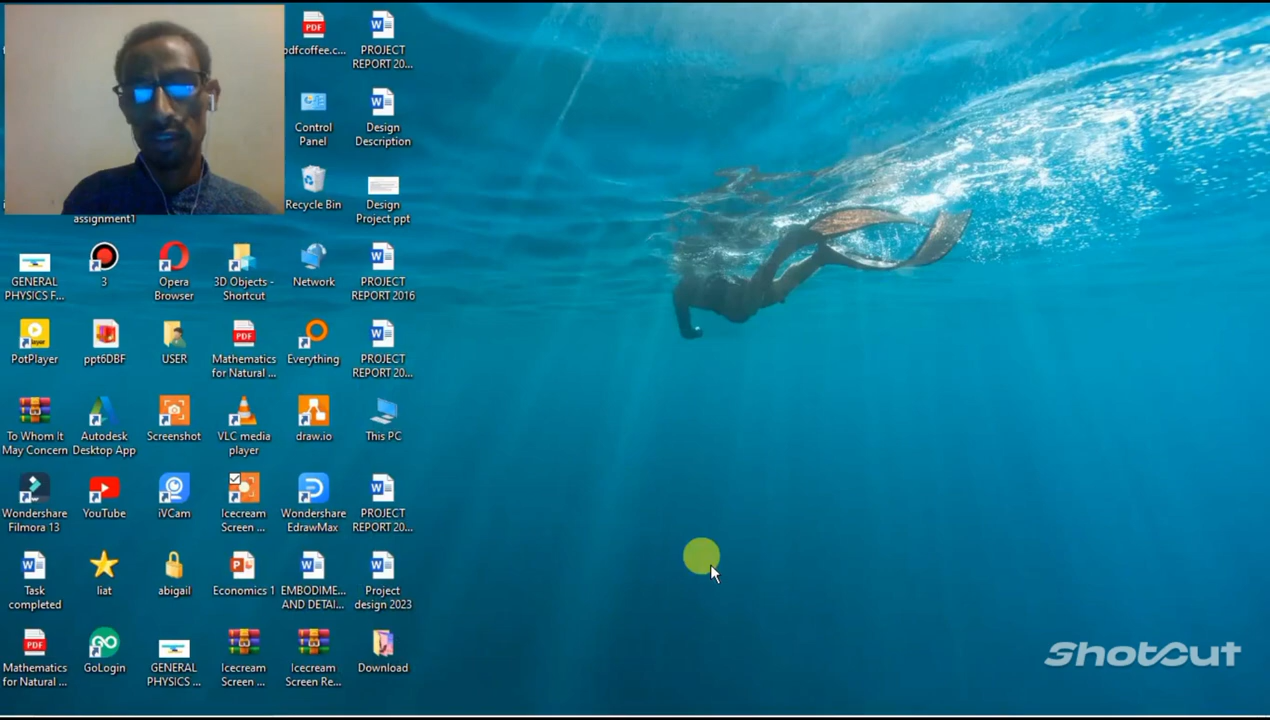 pdfcoffee.c...
PROJECT
REPORT 20...
Control
Panel
Design
Description
Recycle Bin
Design
Project ppt
assignment1
GENERAL
PHYSICS F...
3
Opera
Browser
3D Objects -
Shortcut
Network
PROJECT
REPORT 2016
PotPlayer
ppt6DBF
USER
Mathematics
for Natural ...
Everything
PROJECT
REPORT 20...
To Whom It
May Concern
Autodesk
Desktop App
Screenshot
VLC media
player
draw.io
This PC
Wondershare
Filmora 13
YouTube
iVCam
Icecream
Screen ...
Wondershare
EdrawMax
PROJECT
REPORT 20...
Task
completed
liat
abigail
Economics 1
EMBODIME...
AND DETAI...
Project
design 2023
Mathematics
for Natural ...
GoLogin
GENERAL
PHYSICS ...
Icecream
Screen ...
Icecream
Screen Re...
Download
Shotcut